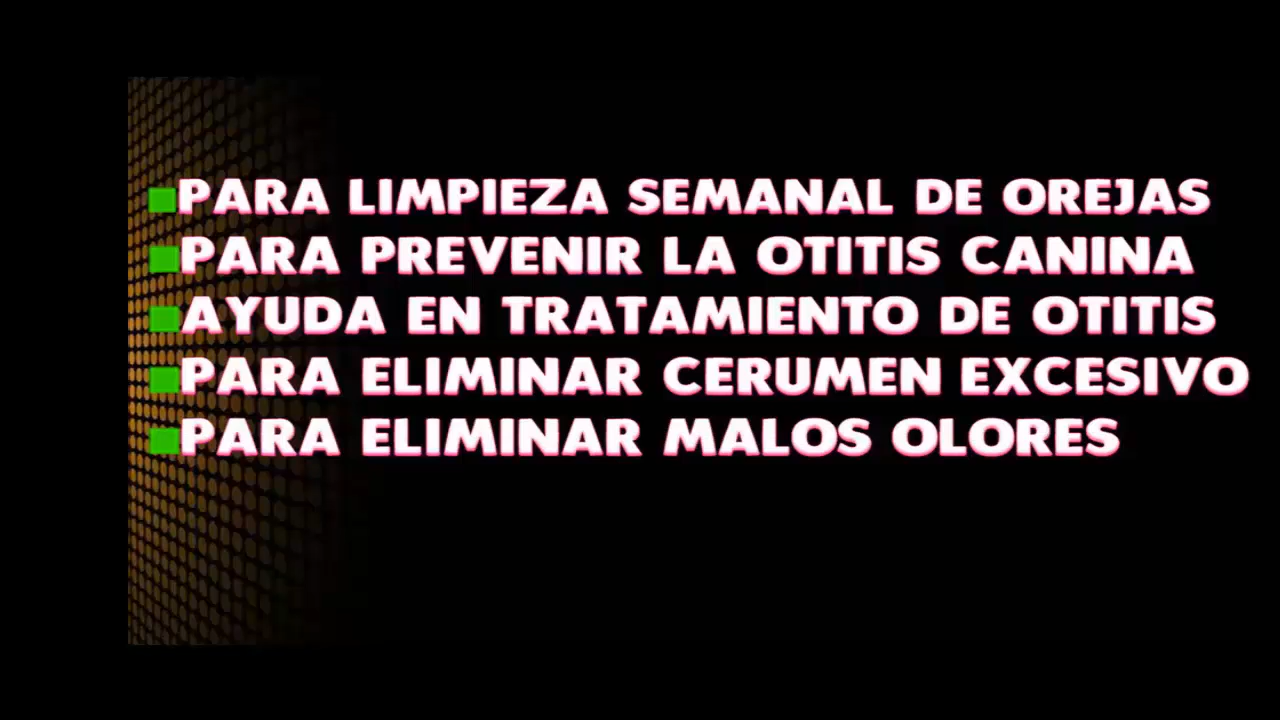 PARA LIMPIEZA SEMANAL DE OREJAS
PARA PREVENIR LA OTITIS CANINA
AYUDA EN TRATAMIENTO DE OTITIS
PARA ELIMINAR CERUMEN EXCESIVO
PARA ELIMINAR MALOS OLORES